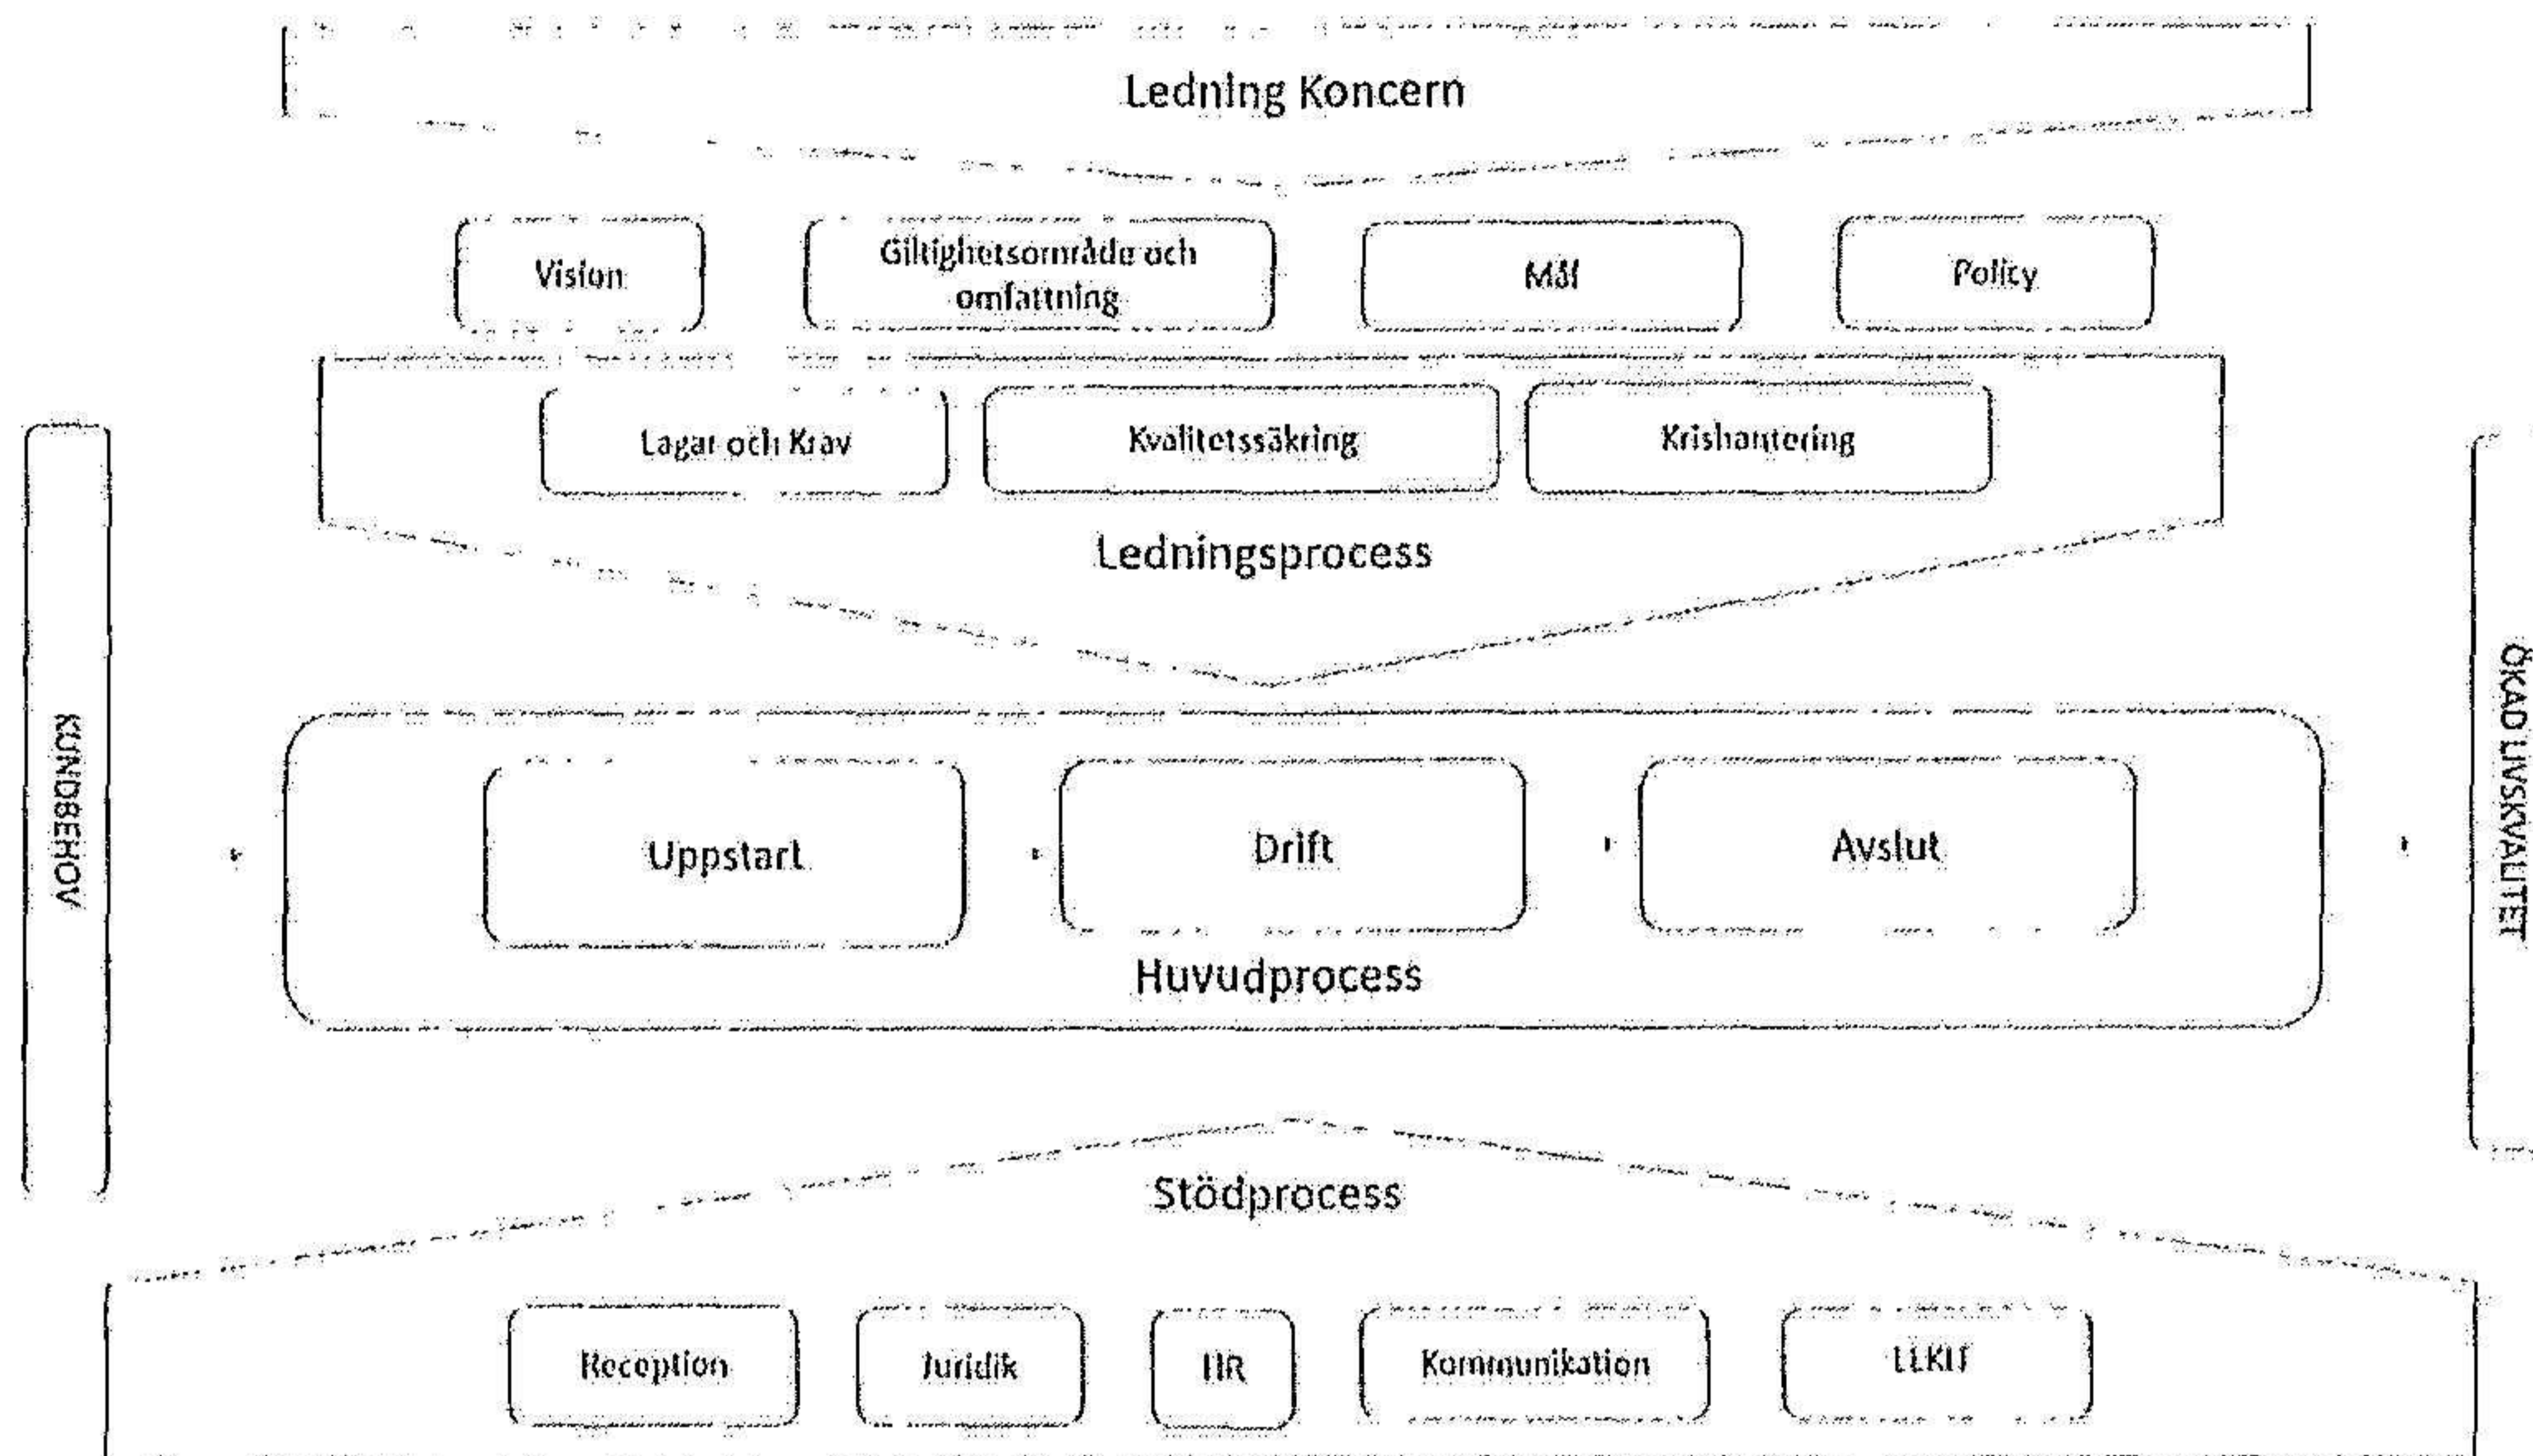 Ledning Koncern
Vision
Giltighetsområde och
omfattning
Mål
Policy
Lagar och Krav
Kvalitetssäkring
Krishantering
Ledningsprocess
KUNDBEHOV
ÖKAD LIVSKVALITET
Uppstart
Drift
Avslut
Huvudprocess
Stödprocess
Reception
Juridik
HR
Kommunikation